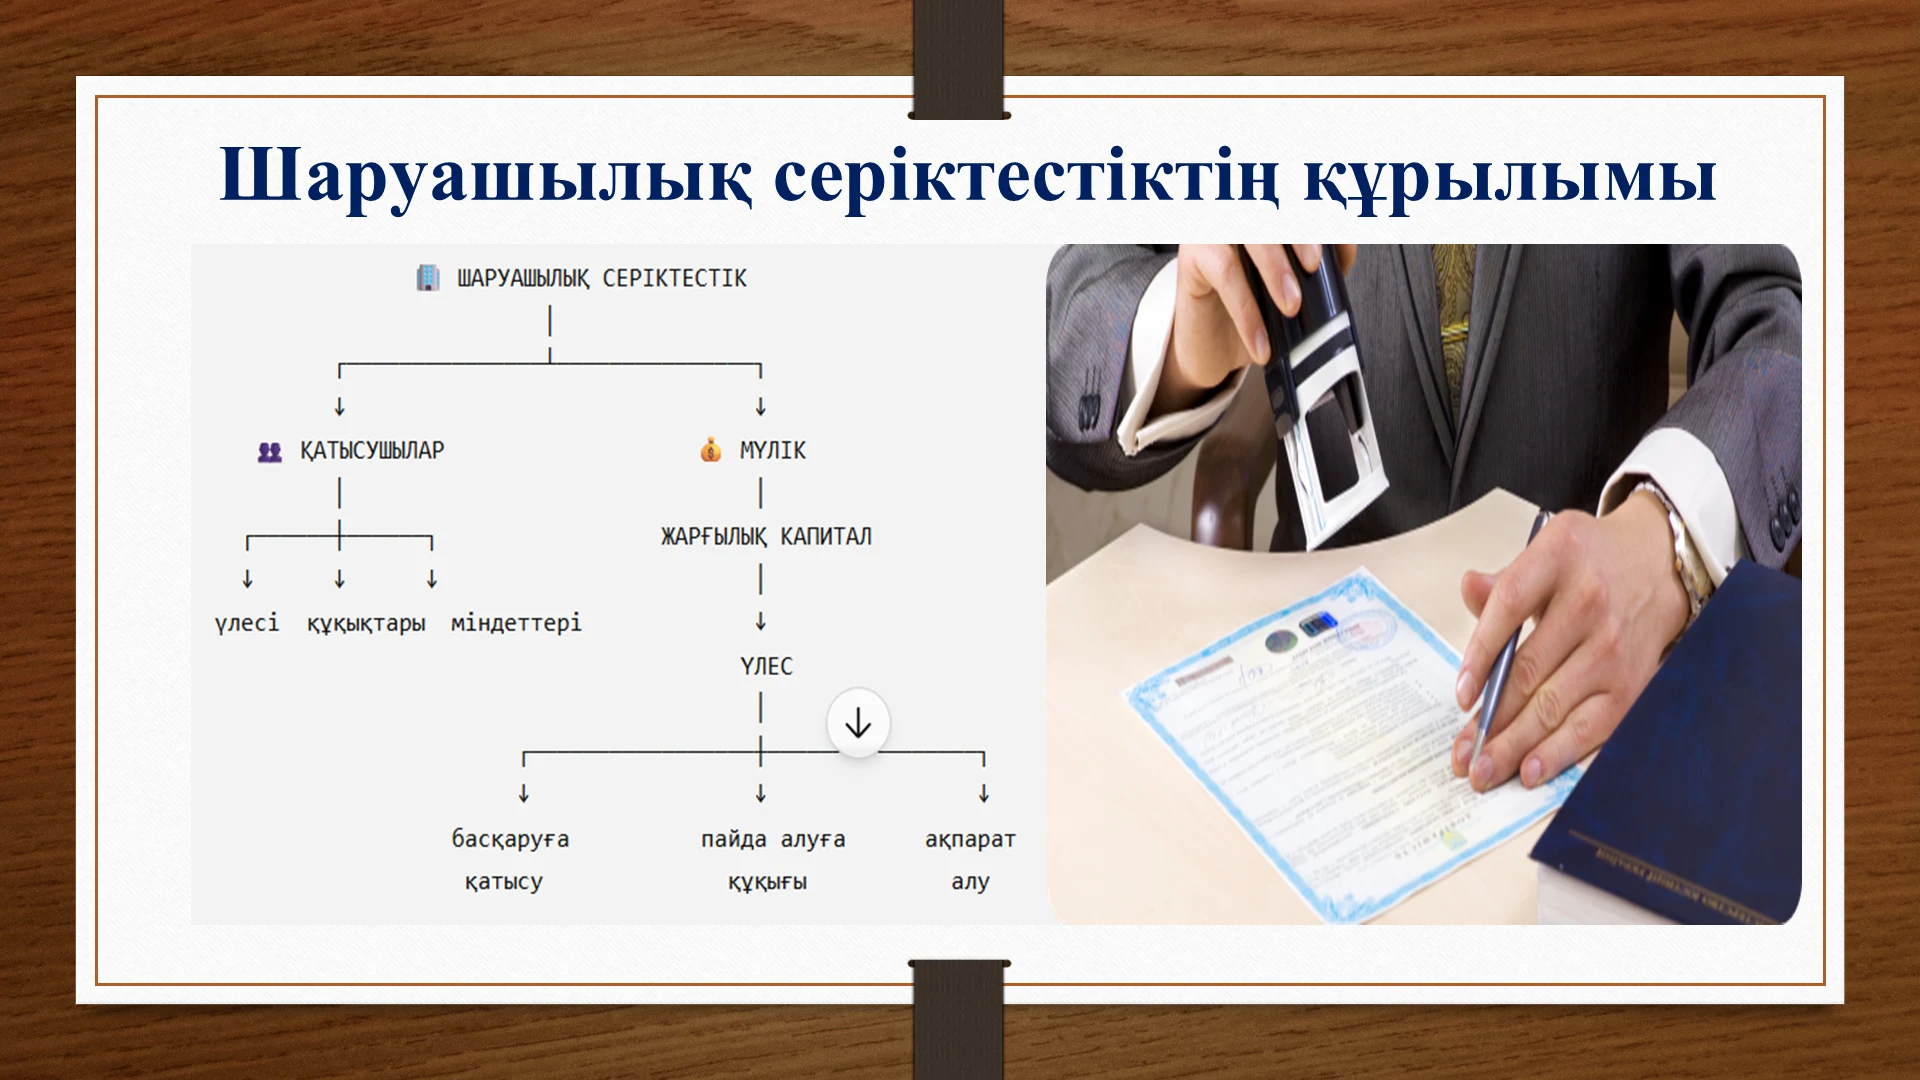 Шаруашылық серіктестіктің құрылымы
ШАРУАШЫЛЫҚ СЕРІКТЕСТІК
ҚАТЫСУШЫЛАР
МҮЛІК
ЖАРҒЫЛЫҚ КАПИТАЛ
үлесі құқықтары міндеттері
ҮЛЕС
басқаруға
қатысу
пайда алуға
құқығы
ақпарат
алу